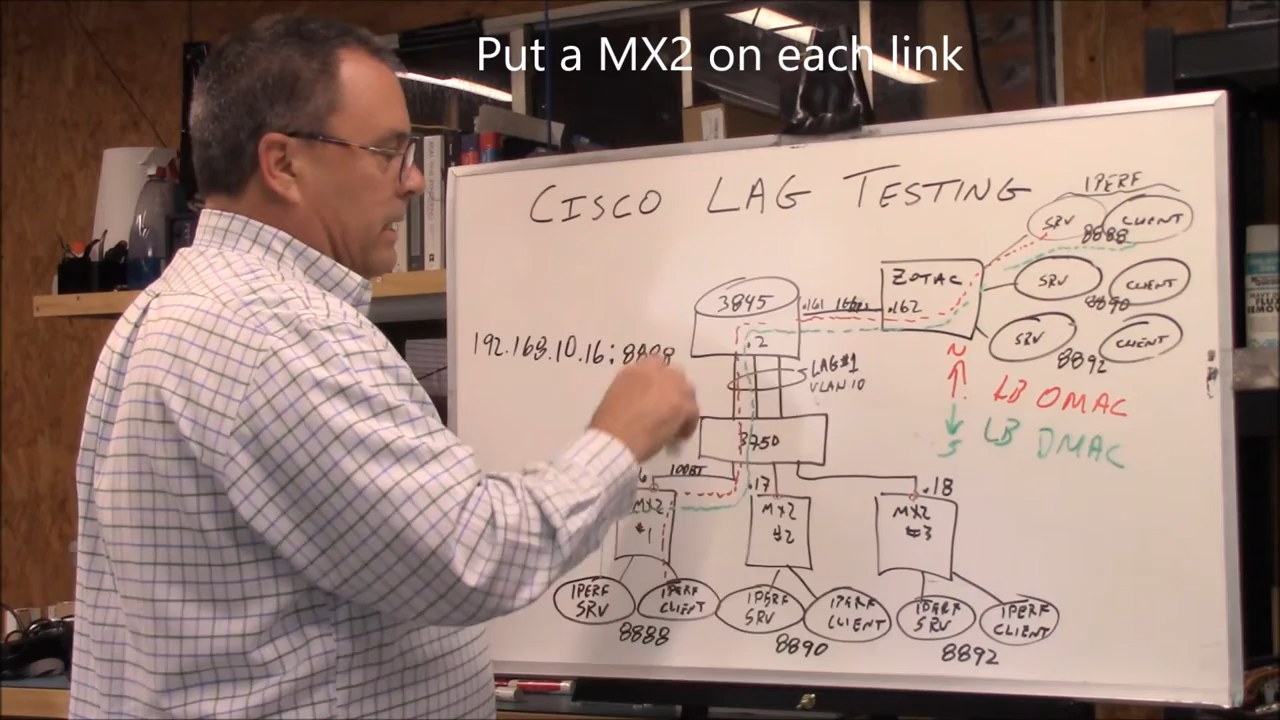 Put a MX2 on each link
CISCO LAG TESTING
IPERF
SRV CLIENT
8888
ZOTAC
SRV CLIENT
8890
3845
.161 .162
SRV CLIENT
8892
.2
192.168.10.16:8888
LAG#1
VLAN 10
N
LB DMAC
LB DMAC
S
3750
100BT
.17
.18
MX2
#1
MX2
#2
MX2
#3
IPERF
SRV
IPERF
CLIENT
IPERF
SRV
IPERF
CLIENT
IPERF
SRV
IPERF
CLIENT
8888
8890
8892